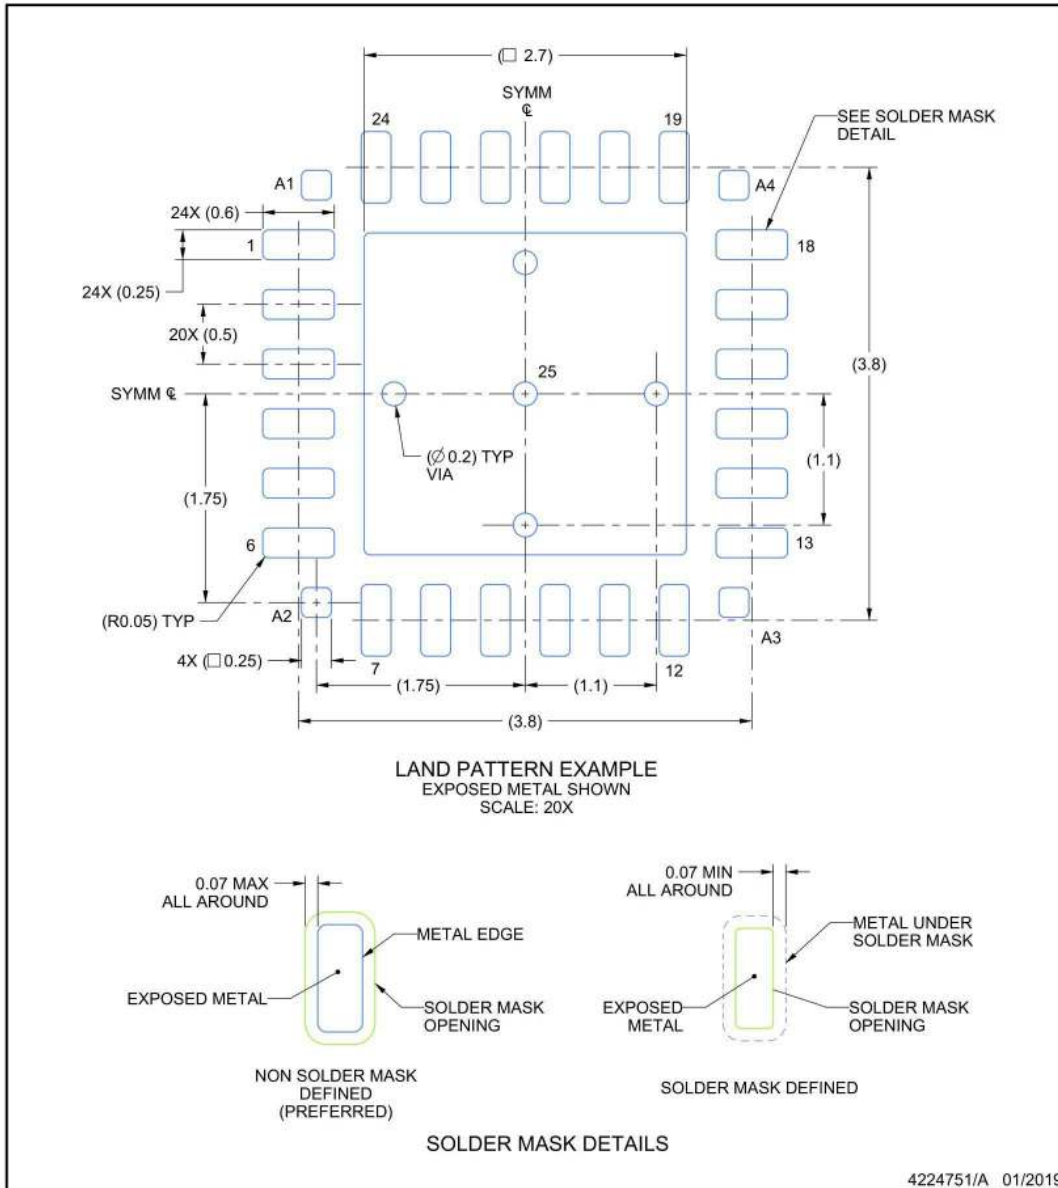 (□ 2.7)
SYMM
℄
24
19
SEE SOLDER MASK
DETAIL
A1
A4
24X (0.6)
1
18
24X (0.25)
20X (0.5)
(3.8)
25
SYMM ℄
(Ø 0.2) TYP
VIA
(1.1)
(1.75)
6
13
(R0.05) TYP
A2
A3
4X (□ 0.25)
7
12
(1.75)
(1.1)
(3.8)
LAND PATTERN EXAMPLE
EXPOSED METAL SHOWN
SCALE: 20X
0.07 MAX
ALL AROUND
METAL EDGE
EXPOSED METAL
SOLDER MASK
OPENING
NON SOLDER MASK
DEFINED
(PREFERRED)
0.07 MIN
ALL AROUND
METAL UNDER
SOLDER MASK
EXPOSED
METAL
SOLDER MASK
OPENING
SOLDER MASK DEFINED
SOLDER MASK DETAILS
4224751/A 01/2019